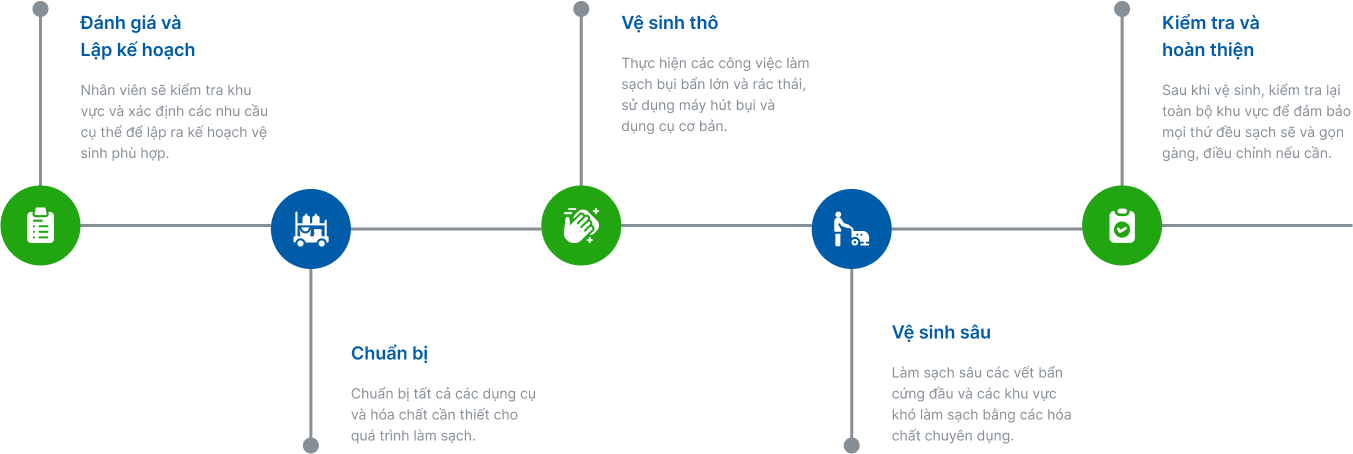 Đánh giá và
Lập kế hoạch
Nhân viên sẽ kiểm tra khu
vực và xác định các nhu cầu
cụ thể để lập ra kế hoạch vệ
sinh phù hợp.
Chuẩn bị
Chuẩn bị tất cả các dụng cụ
và hóa chất cần thiết cho
quá trình làm sạch.
Vệ sinh thô
Thực hiện các công việc làm
sạch bụi bẩn lớn và rác thải,
sử dụng máy hút bụi và
dụng cụ cơ bản.
Vệ sinh sâu
Làm sạch sâu các vết bẩn
cứng đầu và các khu vực
khó làm sạch bằng các hóa
chất chuyên dụng.
Kiểm tra và
hoàn thiện
Sau khi vệ sinh, kiểm tra lại
toàn bộ khu vực để đảm bảo
mọi thứ đều sạch sẽ và gọn
gàng, điều chỉnh nếu cần.